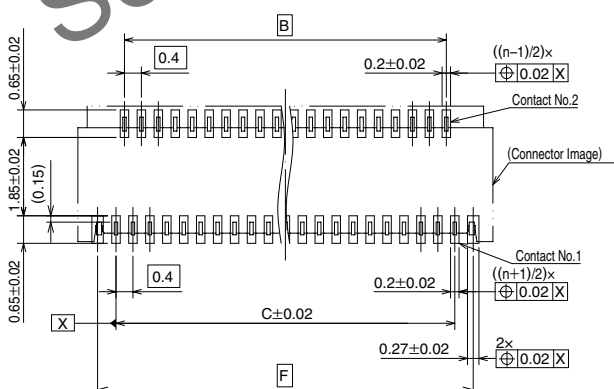 B
0.65±0.02
0.4
0.2±0.02
((n−1)/2)×
⌖ 0.02 X
Contact No.2
1.85±0.02
(0.15)
(Connector Image)
0.65±0.02
Contact No.1
0.4
0.2±0.02
((n+1)/2)×
⌖ 0.02 X
X
C±0.02
0.27±0.02
2×
⌖ 0.02 X
F